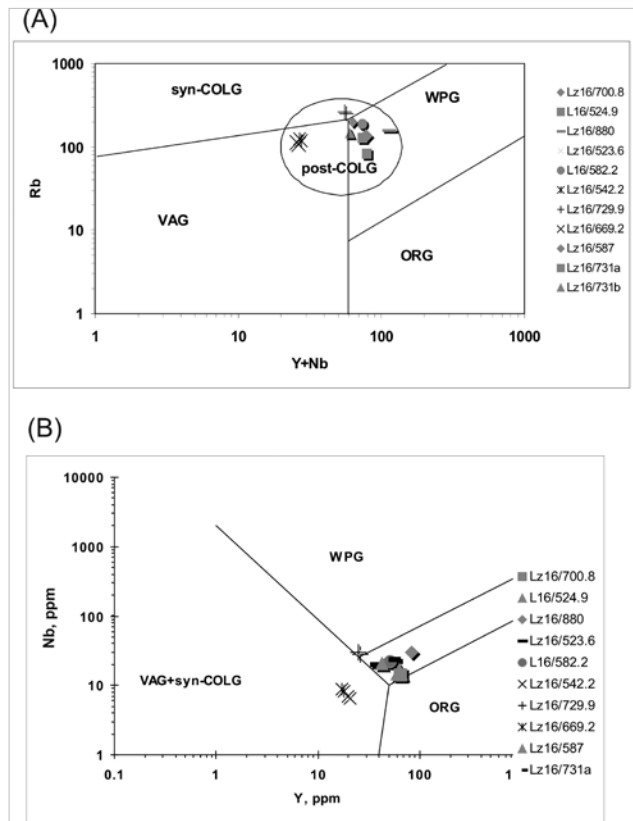 (A)
1000
100
10
1
Rb
syn-COLG
WPG
post-COLG
VAG
ORG
1 10 100 1000
Y+Nb
Lz16/700.8
L16/524.9
Lz16/880
Lz16/523.6
L16/582.2
Lz16/542.2
Lz16/729.9
Lz16/669.2
Lz16/587
Lz16/731a
Lz16/731b
(B)
10000
1000
100
10
1
Nb, ppm
WPG
VAG+syn-COLG
ORG
0.1 1 10 100
Y, ppm
Lz16/700.8
L16/524.9
Lz16/880
Lz16/523.6
L16/582.2
Lz16/542.2
Lz16/729.9
Lz16/669.2
Lz16/587
Lz16/731a